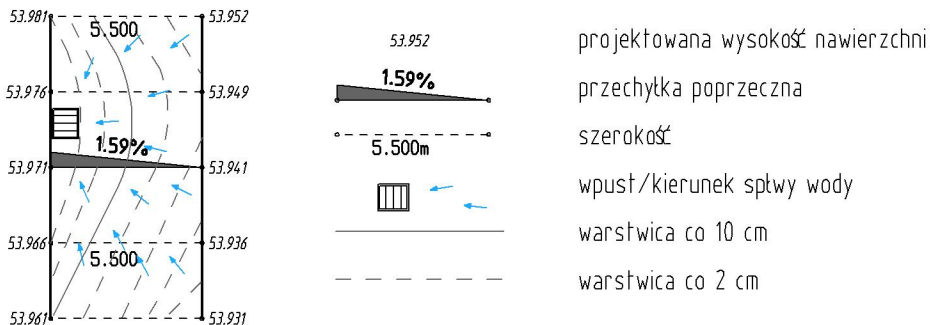 53.981 53.952
5.500
53.976 53.949
1.59%
53.971 53.941
53.966 53.936
5.500
53.961 53.931
53.952 projektowana wysokość nawierzchni
1.59% przechyłka poprzeczna
5.500m szerokość
wpust/kierunek spłwy wody
warstwica co 10 cm
warstwica co 2 cm